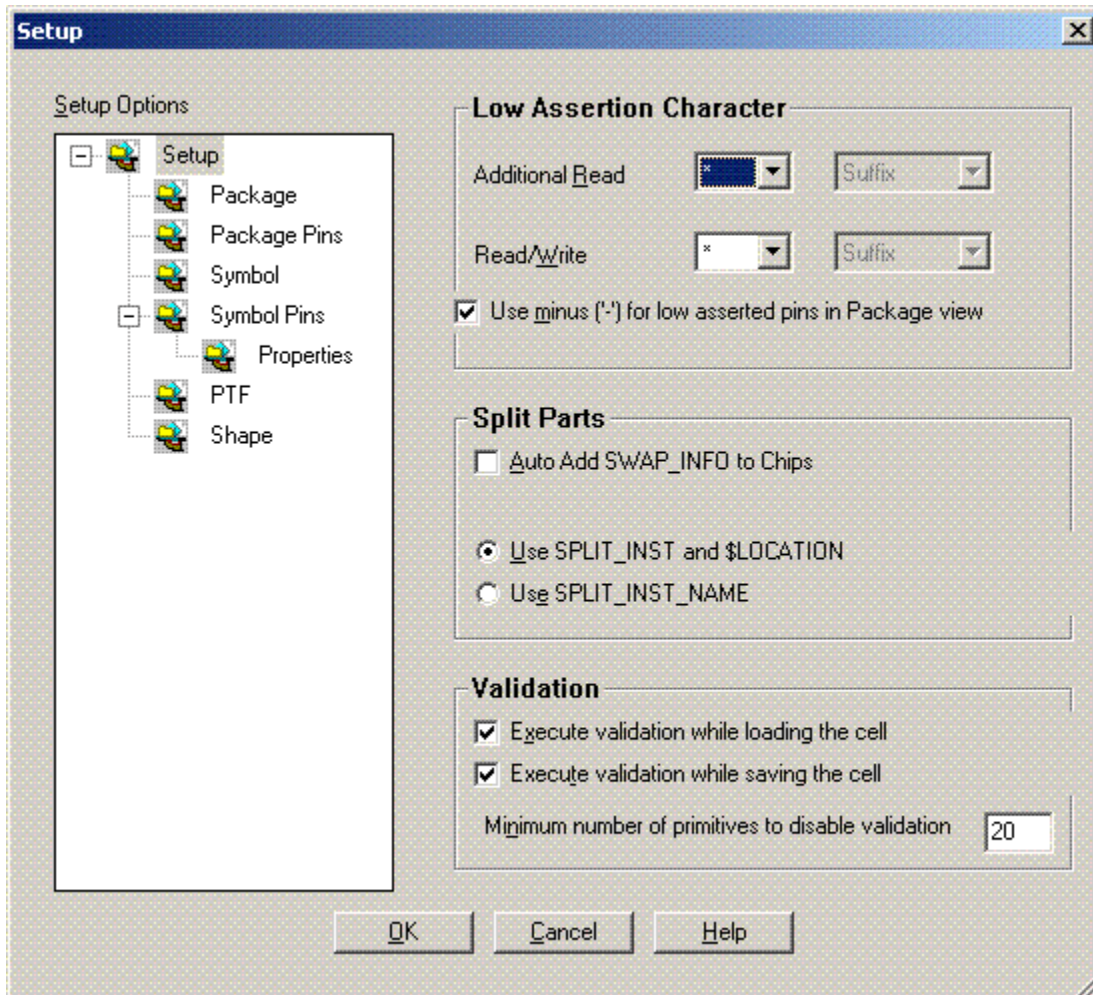 Setup
Setup Options
Setup
Package
Package Pins
Symbol
Symbol Pins
Properties
PTF
Shape
Low Assertion Character
Additional Read * Suffix
Read/Write * Suffix
Use minus ('-') for low asserted pins in Package view
Split Parts
Auto Add SWAP_INFO to Chips
Use SPLIT_INST and $LOCATION
Use SPLIT_INST_NAME
Validation
Execute validation while loading the cell
Execute validation while saving the cell
Minimum number of primitives to disable validation 20
OK Cancel Help